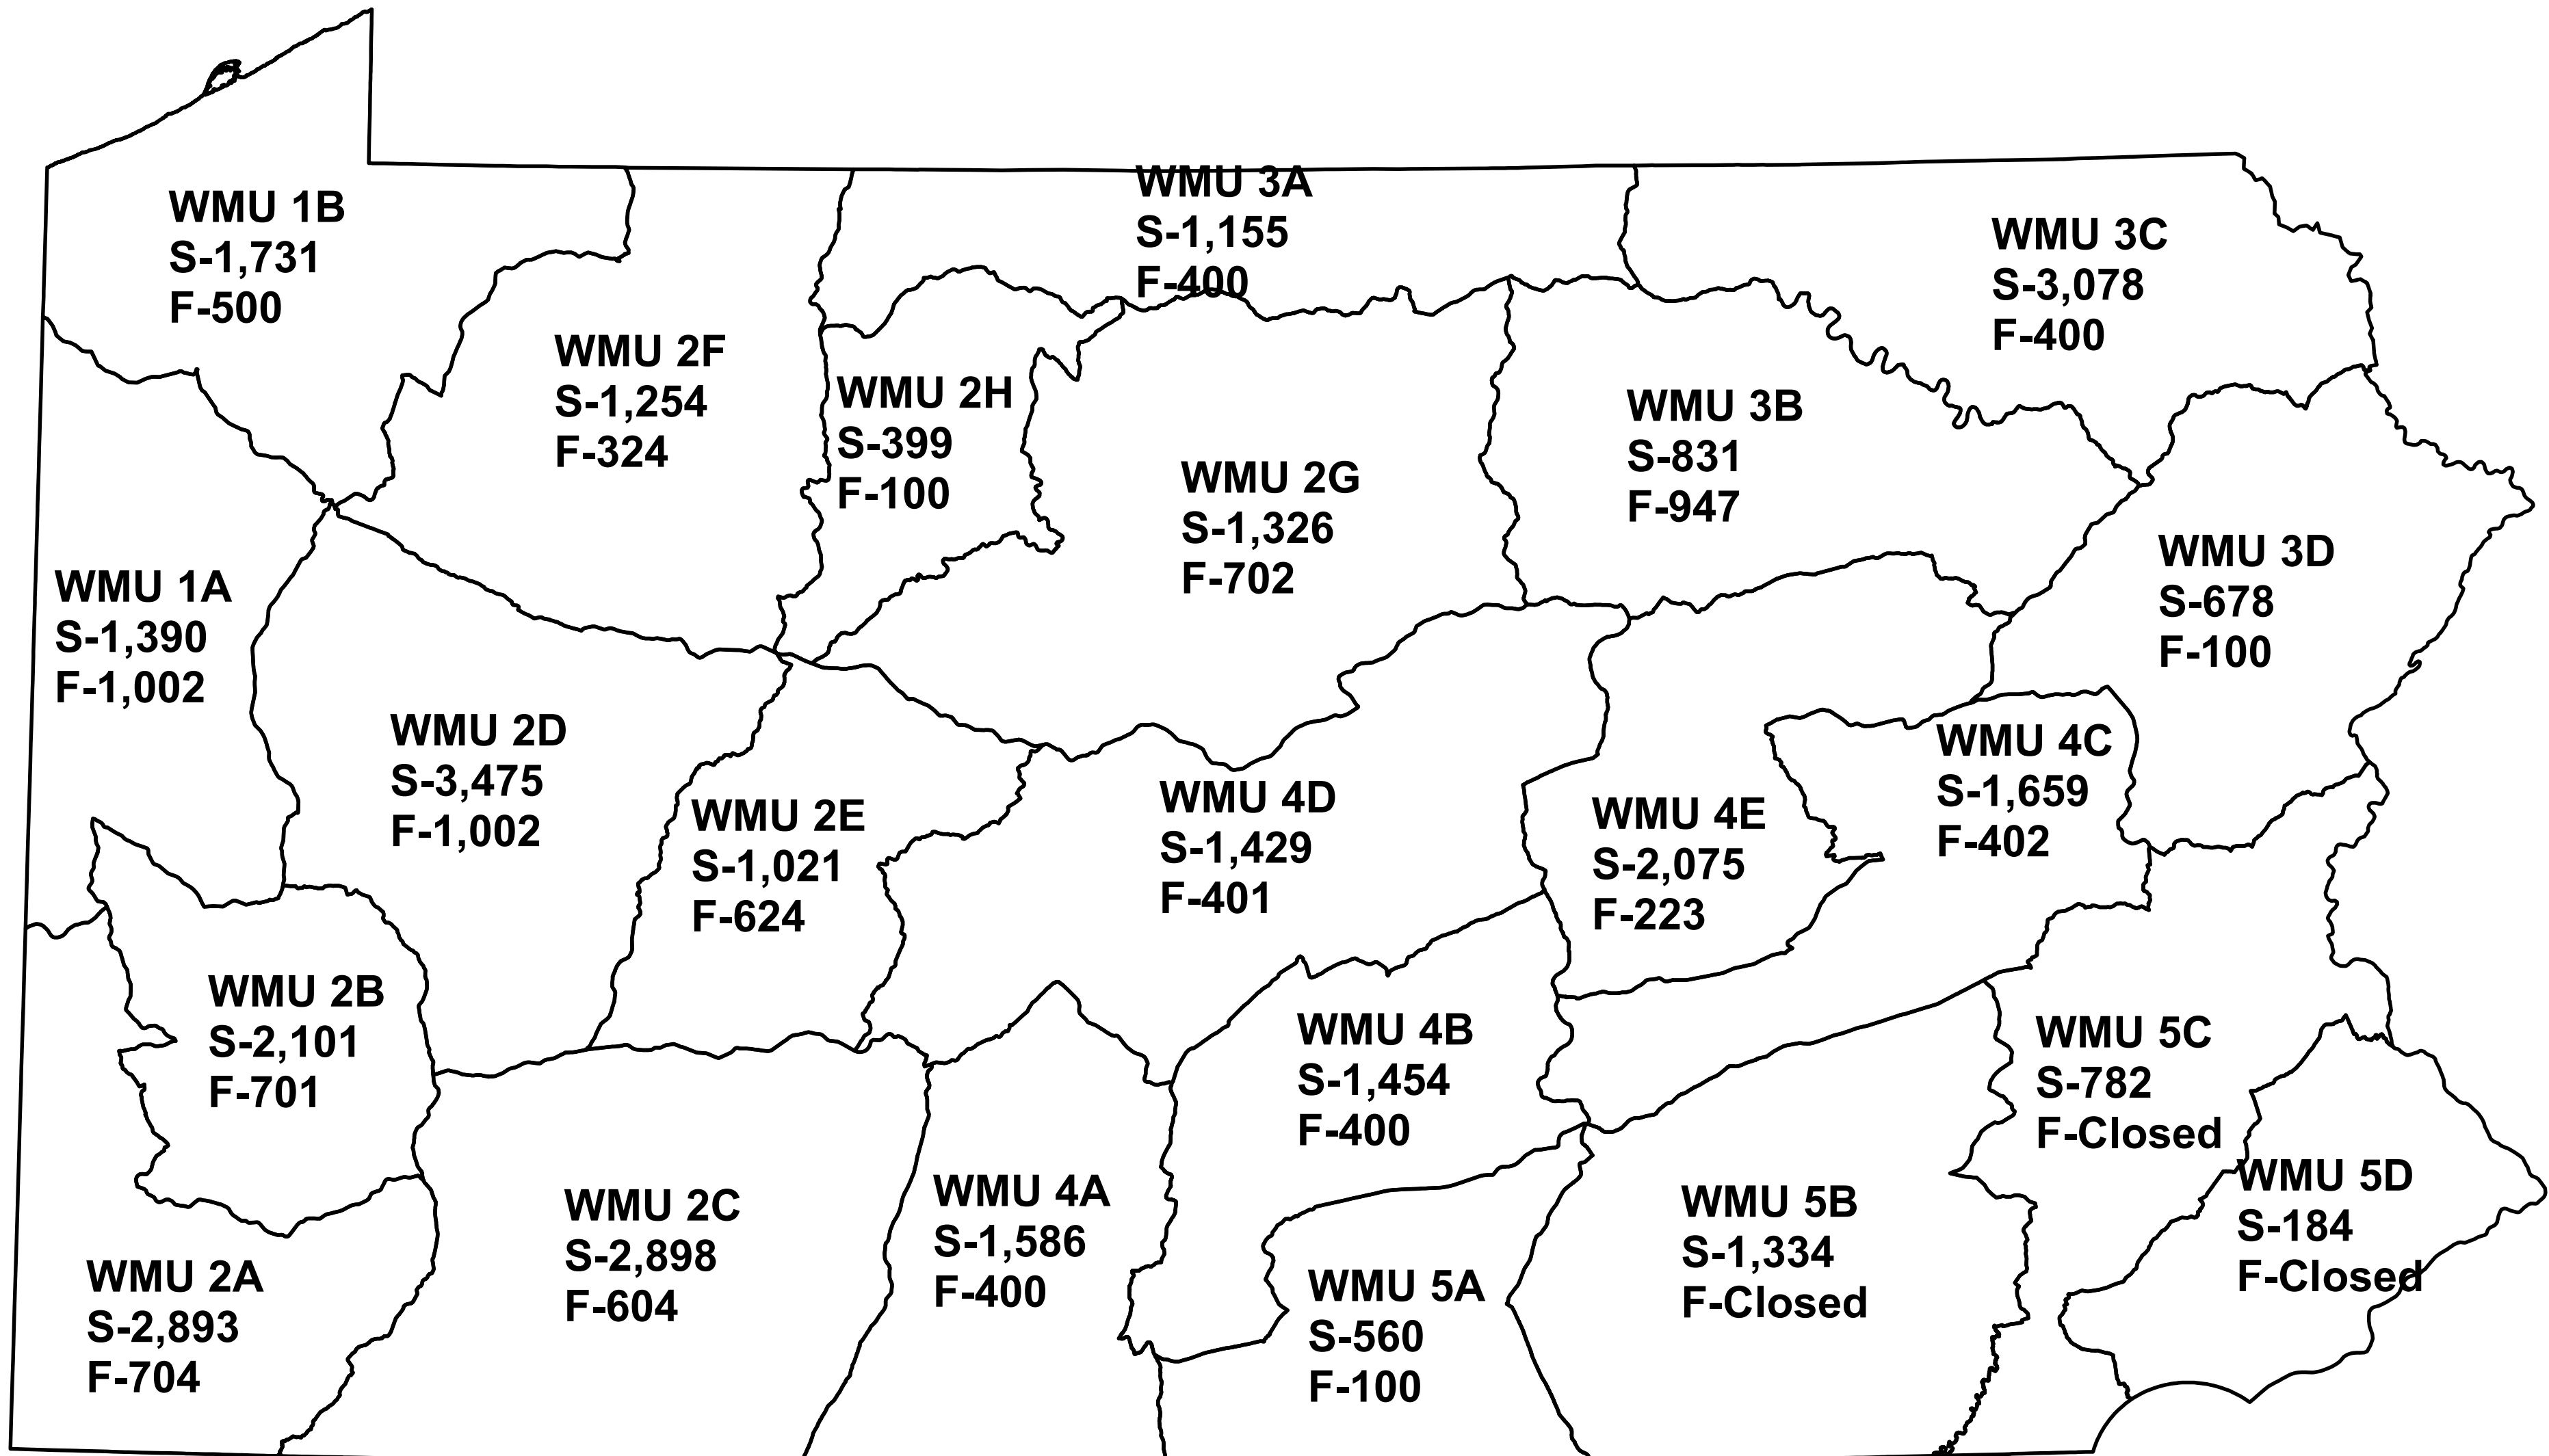 WMU 1B
S-1,731
F-500
WMU 3A
S-1,155
F-400
WMU 3C
S-3,078
F-400
WMU 2F
S-1,254
F-324
WMU 2H
S-399
F-100
WMU 3B
S-831
F-947
WMU 2G
S-1,326
F-702
WMU 3D
S-678
F-100
WMU 1A
S-1,390
F-1,002
WMU 2D
S-3,475
F-1,002
WMU 4C
S-1,659
F-402
WMU 2E
S-1,021
F-624
WMU 4D
S-1,429
F-401
WMU 4E
S-2,075
F-223
WMU 2B
S-2,101
F-701
WMU 4B
S-1,454
F-400
WMU 5C
S-782
F-Closed
WMU 5D
S-184
F-Closed
WMU 2C
S-2,898
F-604
WMU 4A
S-1,586
F-400
WMU 5B
S-1,334
F-Closed
WMU 2A
S-2,893
F-704
WMU 5A
S-560
F-100